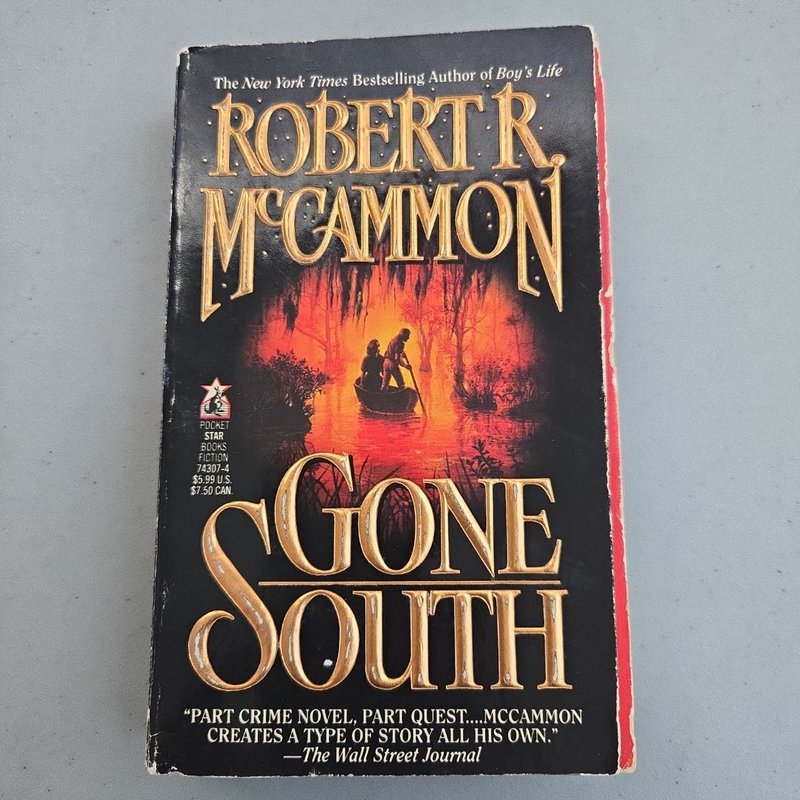 The New York Times Bestselling Author of Boy's Life
ROBERT R.
McCAMMON
POCKET
STAR
BOOKS
FICTION
74307-4
$5.99 U.S.
$7.50 CAN.
GONE
SOUTH
"PART CRIME NOVEL, PART QUEST....MCCAMMON
CREATES A TYPE OF STORY ALL HIS OWN."
—The Wall Street Journal